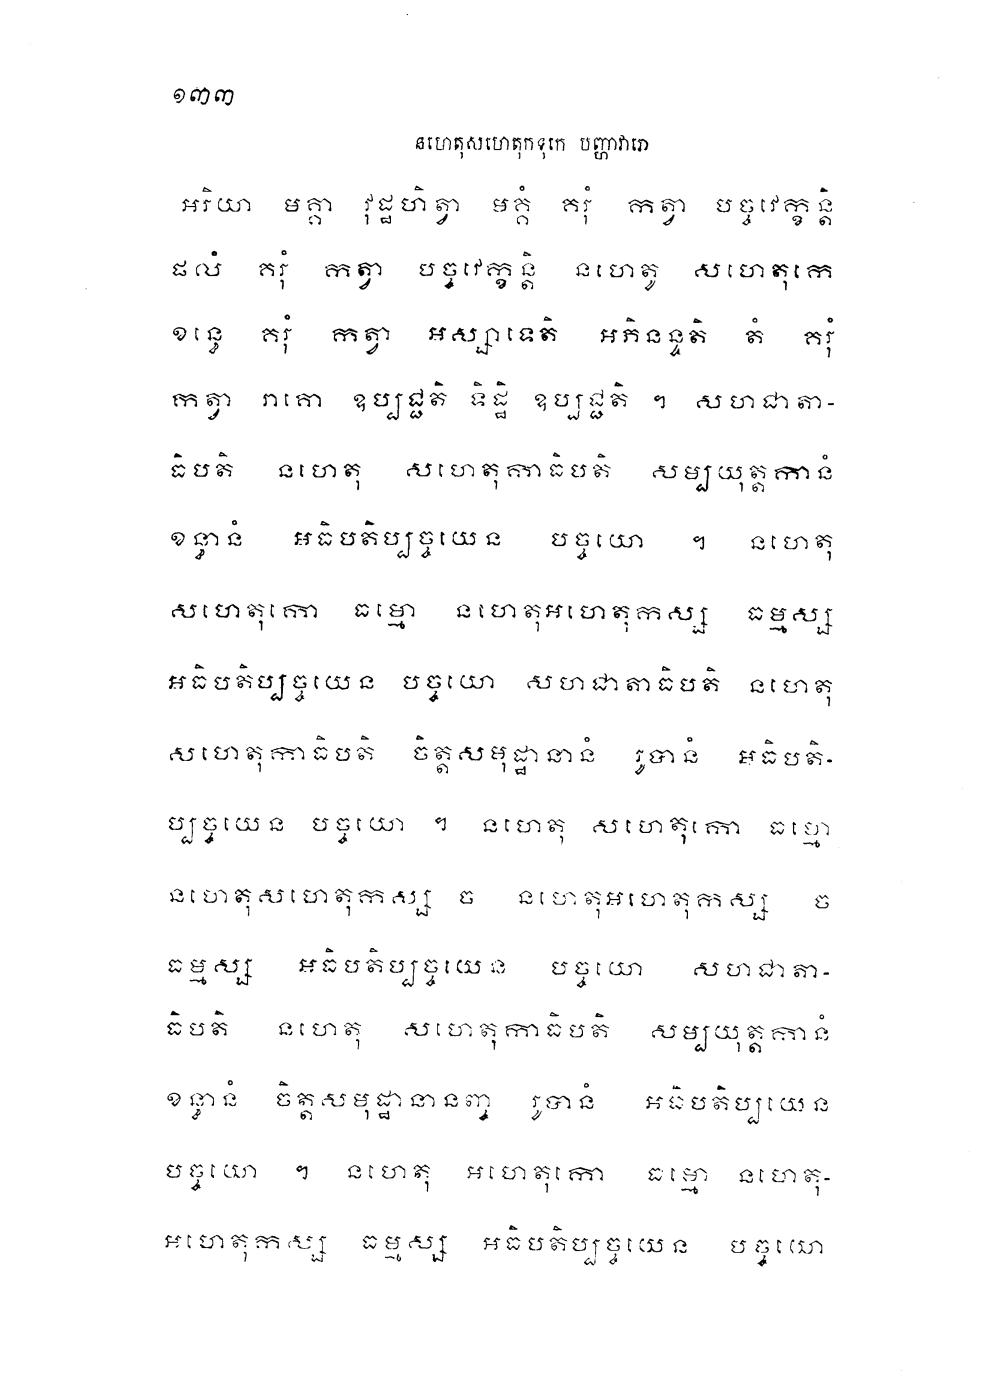 ១៣៣
នហេតុសហេតុកទុកេ បញ្ហាវារោ
អរិយា មគ្គា វុដ្ឋហិត្វា មគ្គំ គរុំ កត្វា បច្ចវេក្ខន្តិ
ផលំ គរុំ កត្វា បច្ចវេក្ខន្តិ នហេតូ សហេតុកេ
ខន្ធេ គរុំ កត្វា អស្សាទេតិ អភិនន្ទតិ តំ គរុំ
កត្វា រាគោ ឧប្បជ្ជតិ ទិដ្ឋិ ឧប្បជ្ជតិ ។ សហជាតា-
ធិបតិ នហេតុ សហេតុកាធិបតិ សម្បយុត្តកានំ
ខន្ធានំ អធិបតិប្បច្ចយេន បច្ចយោ ។ នហេតុ
សហេតុកោ ធម្មោ នហេតុអហេតុកស្ស ធម្មស្ស
អធិបតិប្បច្ចយេន បច្ចយោ សហជាតាធិបតិ នហេតុ
សហេតុកាធិបតិ ចិត្តសមុដ្ឋានានំ រូបានំ អធិបតិ-
ប្បច្ចយេន បច្ចយោ ។ នហេតុ សហេតុកោ ធម្មោ
នហេតុសហេតុកស្ស ច នហេតុអហេតុកស្ស ច
ធម្មស្ស អធិបតិប្បច្ចយេន បច្ចយោ សហជាតា-
ធិបតិ នហេតុ សហេតុកាធិបតិ សម្បយុត្តកានំ
ខន្ធានំ ចិត្តសមុដ្ឋានានញ្ច រូបានំ អធិបតិប្បយេន
បច្ចយោ ។ នហេតុ អហេតុកោ ធម្មោ នហេតុ-
អហេតុកស្ស ធម្មស្ស អធិបតិប្បច្ចយេន បច្ចយោ